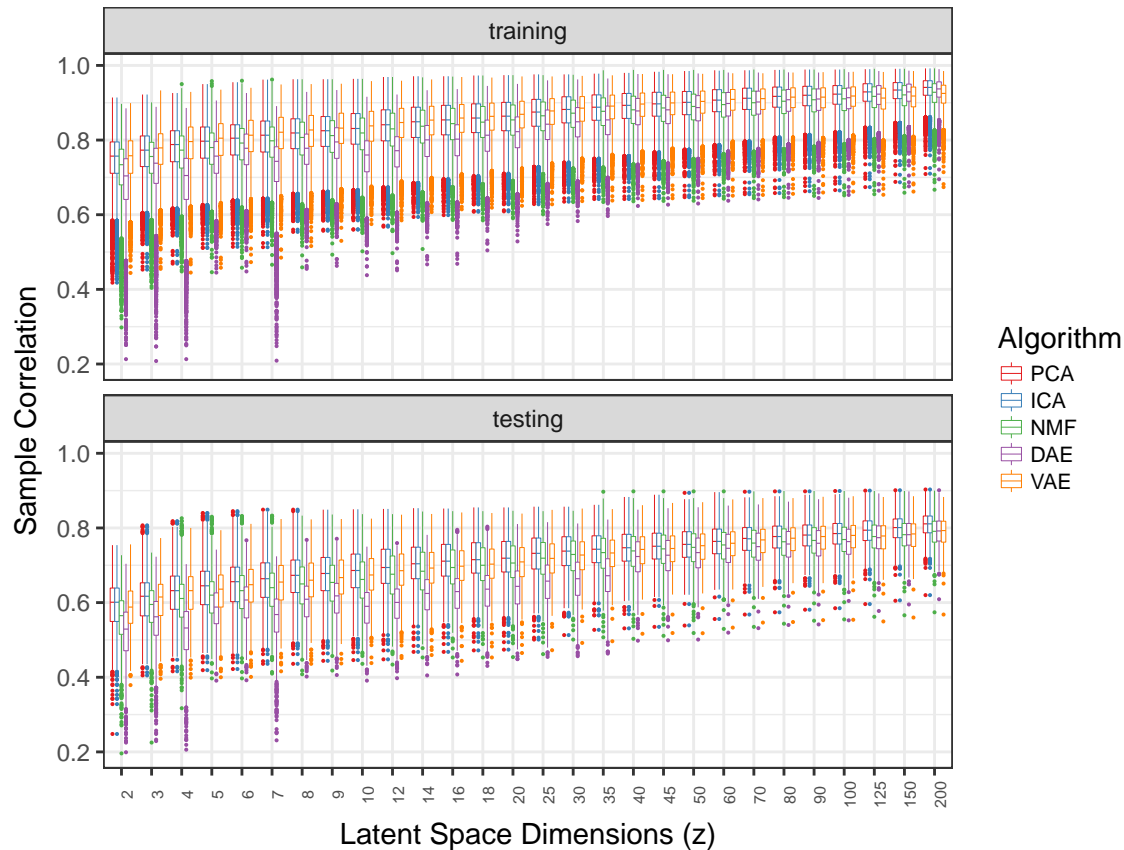 training
1.0
0.8
0.6
0.4
0.2
testing
1.0
0.8
0.6
0.4
0.2
Sample Correlation
2 3 4 5 6 7 8 9 10 12 14 16 18 20 25 30 35 40 45 50 60 70 80 90 100 125 150 200
Latent Space Dimensions (z)
Algorithm
PCA
ICA
NMF
DAE
VAE